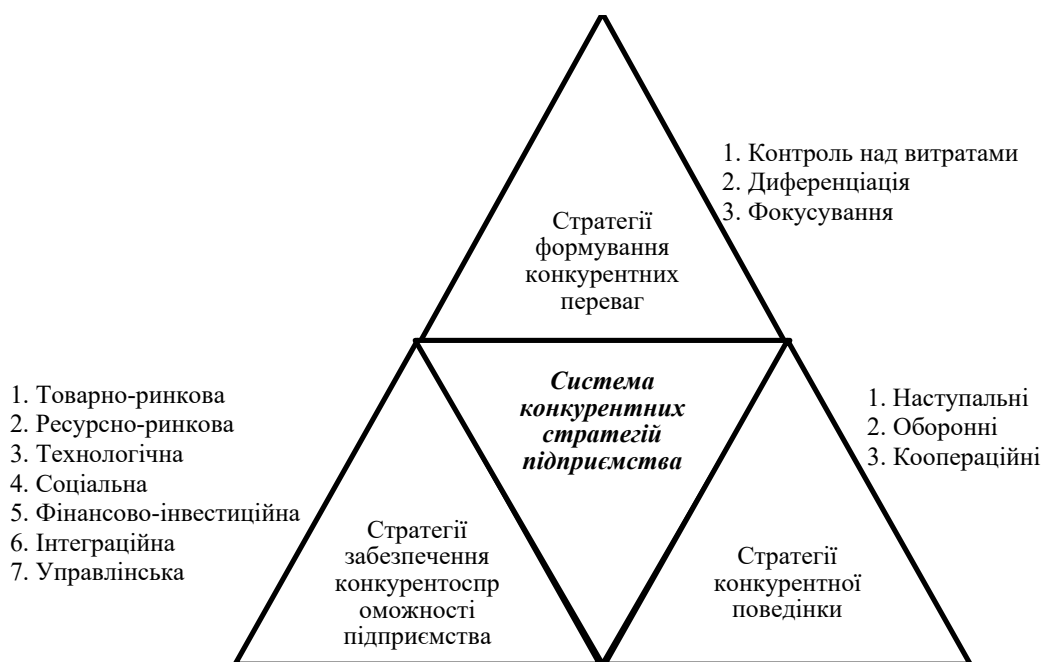 1. Контроль над витратами
2. Диференціація
3. Фокусування
Стратегії
формування
конкурентних
переваг
Система
конкурентних
стратегій
підприємства
1. Товарно-ринкова
2. Ресурсно-ринкова
3. Технологічна
4. Соціальна
5. Фінансово-інвестиційна
6. Інтеграційна
7. Управлінська
1. Наступальні
2. Оборонні
3. Коопераційні
Стратегії
забезпечення
конкурентоспр
оможності
підприємства
Стратегії
конкурентної
поведінки